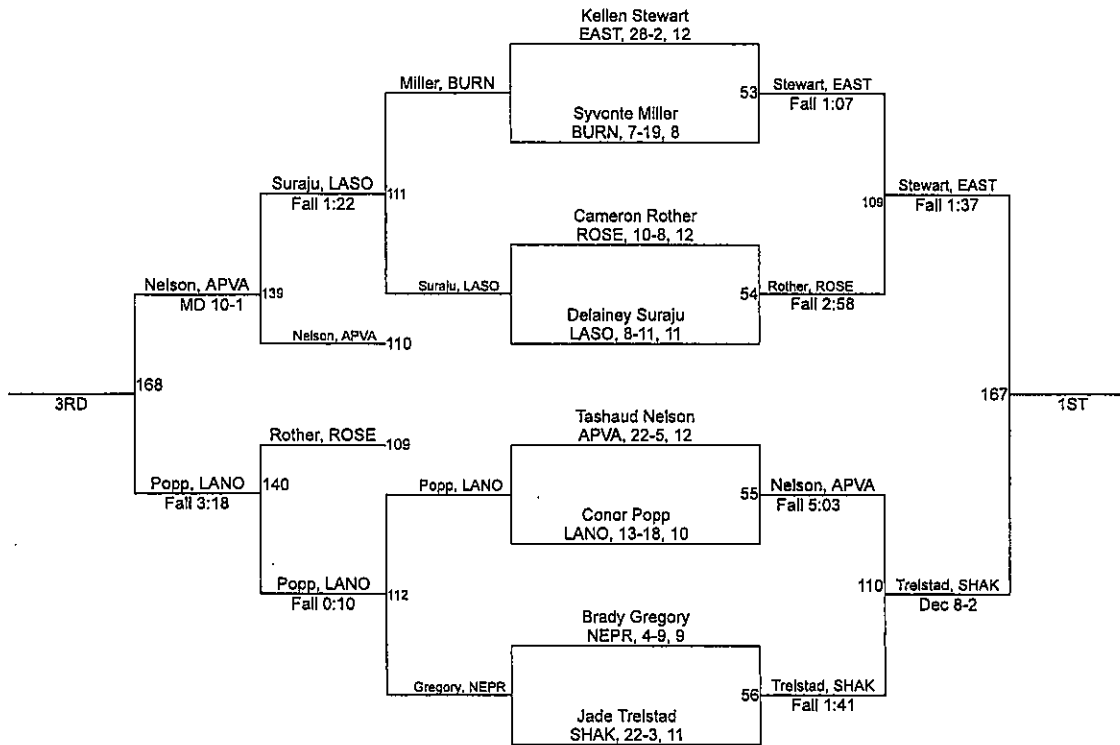 Kellen Stewart
EAST, 28-2, 12
Miller, BURN
53
Stewart, EAST
Fall 1:07
Syvonte Miller
BURN, 7-19, 8
Suraju, LASO
Fall 1:22
111
109
Stewart, EAST
Fall 1:37
Cameron Rother
ROSE, 10-8, 12
Nelson, APVA
MD 10-1
139
Suraju, LASO
54
Rother, ROSE
Fall 2:58
Delainey Suraju
LASO, 8-11, 11
Nelson, APVA
110
168
3RD
167
1ST
Tashaud Nelson
APVA, 22-5, 12
Rother, ROSE
109
Popp, LANO
Fall 3:18
140
Popp, LANO
55
Nelson, APVA
Fall 5:03
Conor Popp
LANO, 13-18, 10
Popp, LANO
Fall 0:10
112
110
Trelstad, SHAK
Dec 8-2
Brady Gregory
NEPR, 4-9, 9
Gregory, NEPR
56
Trelstad, SHAK
Fall 1:41
Jade Trelstad
SHAK, 22-3, 11